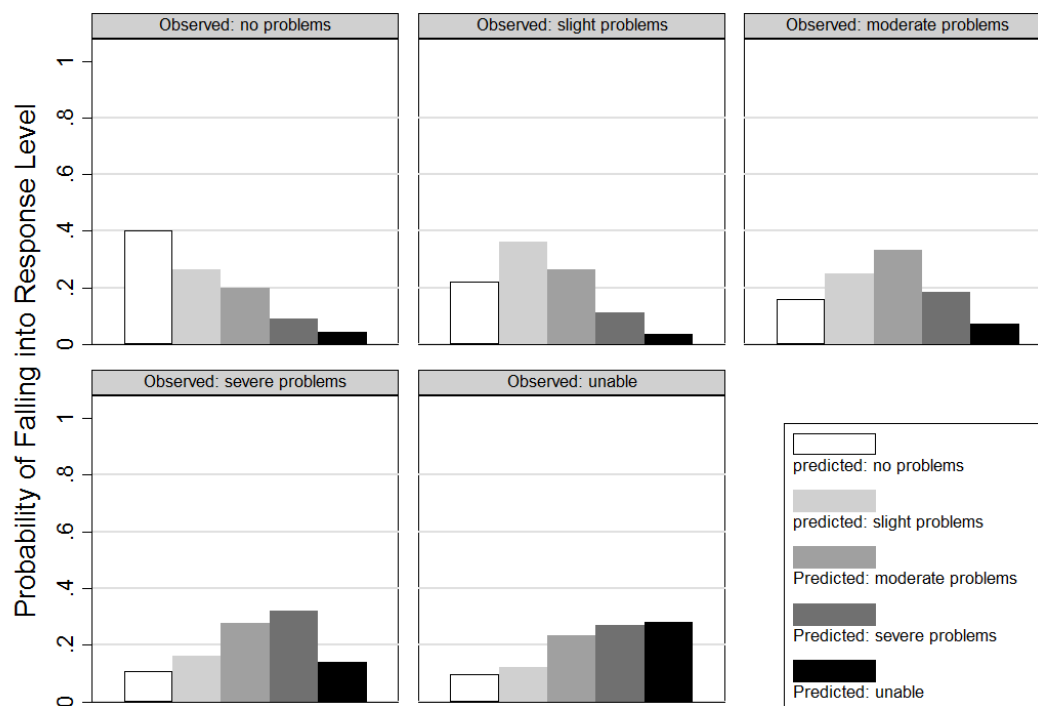 Observed: no problems
Observed: slight problems
Observed: moderate problems
Probability of Falling into Response Level
1
.8
.6
.4
.2
0
Observed: severe problems
Observed: unable
1
.8
.6
.4
.2
0
predicted: no problems
predicted: slight problems
Predicted: moderate problems
Predicted: severe problems
Predicted: unable